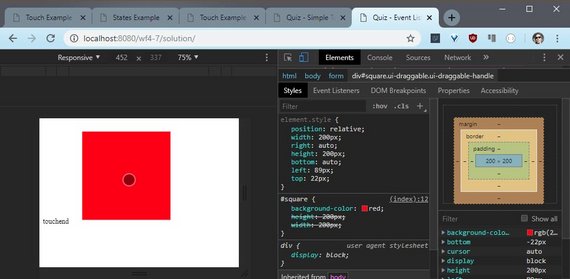 Touch Example
States Example
Touch Example
Quiz - Simple T
Quiz - Event List
localhost:8080/wf4-7/solution/
Responsive 452 × 337 75%
Elements
html body form div#square.ui-draggable.ui-draggable-handle
Styles Event Listeners DOM Breakpoints Properties Accessibility
Filter :hov .cls +
element.style {
position: relative;
width: 200px;
right: auto;
height: 200px;
bottom: auto;
left: 89px;
top: 22px;
}
#square { (index):12
background-color: red;
height: 200px;
width: 200px;
}
div { user agent stylesheet
display: block;
}
Inherited from body
touchend
margin -
border -
padding -
200 × 200
Filter Show all
background-colo… rgb(2…
bottom -22px
cursor auto
display block
height 200px